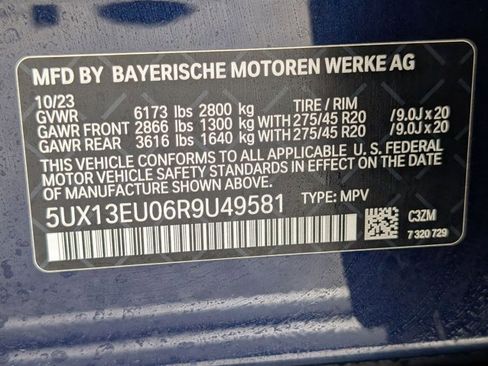 MFD BY BAYERISCHE MOTOREN WERKE AG
10/23
GVWR 6173 lbs 2800 kg TIRE / RIM
GAWR FRONT 2866 lbs 1300 kg WITH 275/45 R20 /9.0J x 20
GAWR REAR 3616 lbs 1640 kg WITH 275/45 R20 /9.0J x 20
THIS VEHICLE CONFORMS TO ALL APPLICABLE U. S. FEDERAL
MOTOR VEHICLE SAFETY STANDARDS IN EFFECT ON THE DATE
OF MANUFACTURE SHOWN ABOVE.
5UX13EU06R9U49581 TYPE: MPV
C3ZM
7 320 729